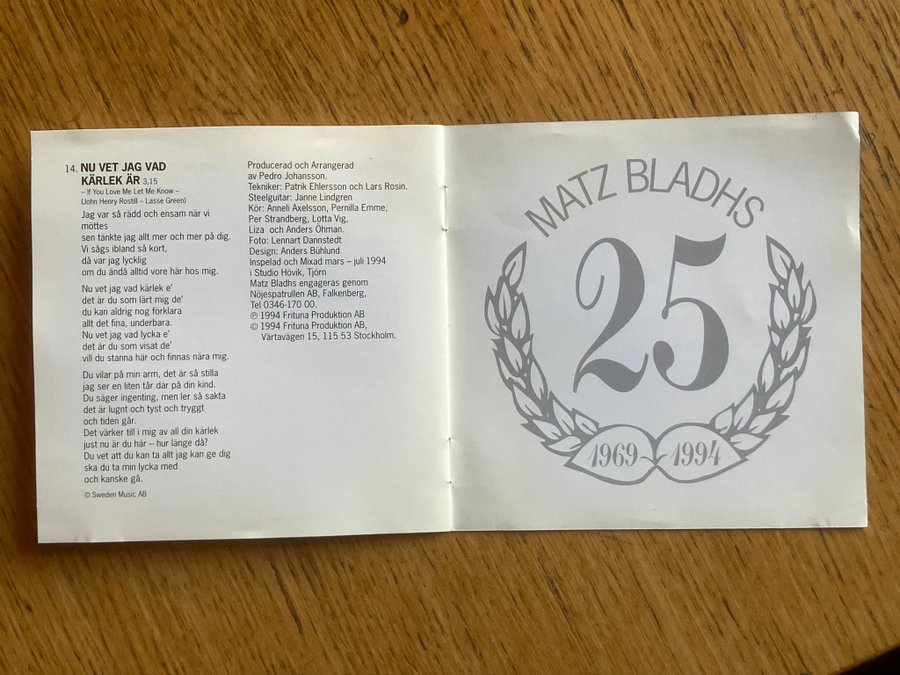 14. NU VET JAG VAD
KÄRLEK ÄR 3,15
– If You Love Me Let Me Know –
(John Henry Rostill – Lasse Green)
Jag var så rädd och ensam när vi
möttes
sen tänkte jag allt mer och mer på dig.
Vi sågs ibland så kort,
då var jag lycklig
om du ändå alltid vore här hos mig.
Nu vet jag vad kärlek e'
det är du som lärt mig de'
du kan aldrig nog förklara
allt det fina, underbara.
Nu vet jag vad lycka e'
det är du som visat de'
vill du stanna här och finnas nära mig.
Du vilar på min arm, det är så stilla
jag ser en liten tår där på din kind.
Du säger ingenting, men ler så sakta
det är lugnt och tyst och tryggt
och tiden går.
Det värker till i mig av all din kärlek
just nu är du här – hur länge då?
Du vet att du kan ta allt jag kan ge dig
ska du ta min lycka med
och kanske gå.
© Sweden Music AB
Producerad och Arrangerad
av Pedro Johansson.
Tekniker: Patrik Ehlersson och Lars Rosin.
Steelguitar: Janne Lindgren
Kör: Anneli Axelsson, Pernilla Emme,
Per Strandberg, Lotta Vig,
Liza och Anders Öhman.
Foto: Lennart Dannstedt
Design: Anders Bühlund
Inspelad och Mixad mars – juli 1994
i Studio Hövik, Tjörn
Matz Bladhs engageras genom
Nöjespatrullen AB, Falkenberg,
Tel 0346-170 00.
℗ 1994 Frituna Produktion AB
© 1994 Frituna Produktion AB,
Värtavägen 15, 115 53 Stockholm.
MATZ BLADHS
25
1969 – 1994